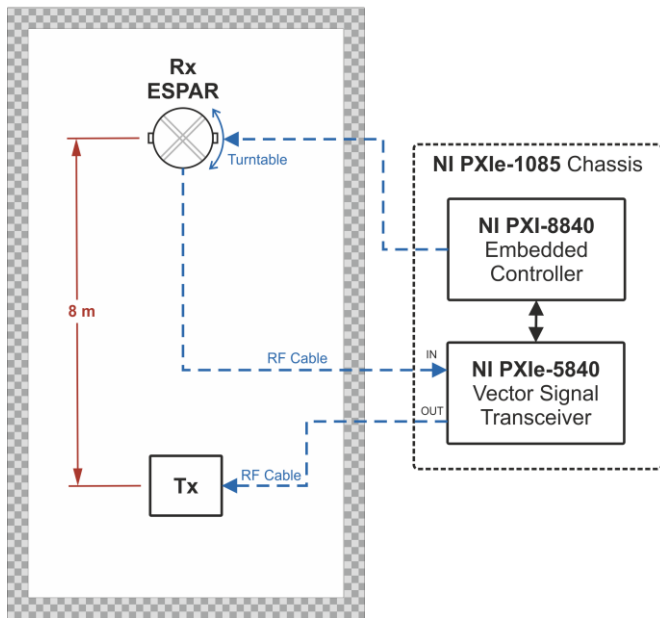 Rx
ESPAR
Turntable
8 m
RF Cable
Tx
RF Cable
NI PXIe-1085 Chassis
NI PXI-8840
Embedded
Controller
IN
NI PXIe-5840
Vector Signal
Transceiver
OUT